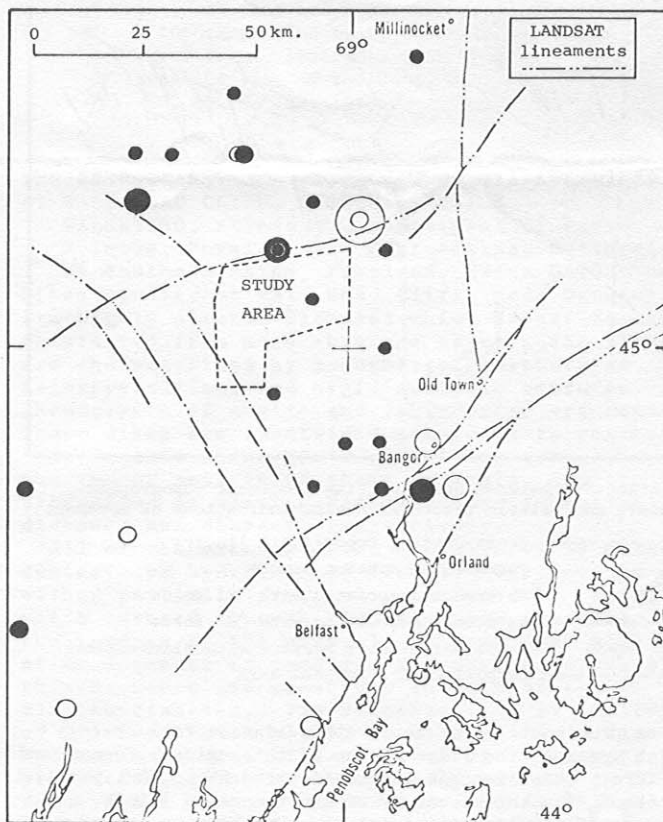 0 25 50 km.
69°
Millinocket
LANDSAT
lineaments
STUDY
AREA
45°
Old Town
Bangor
Orland
Belfast
Penobscot Bay
44°